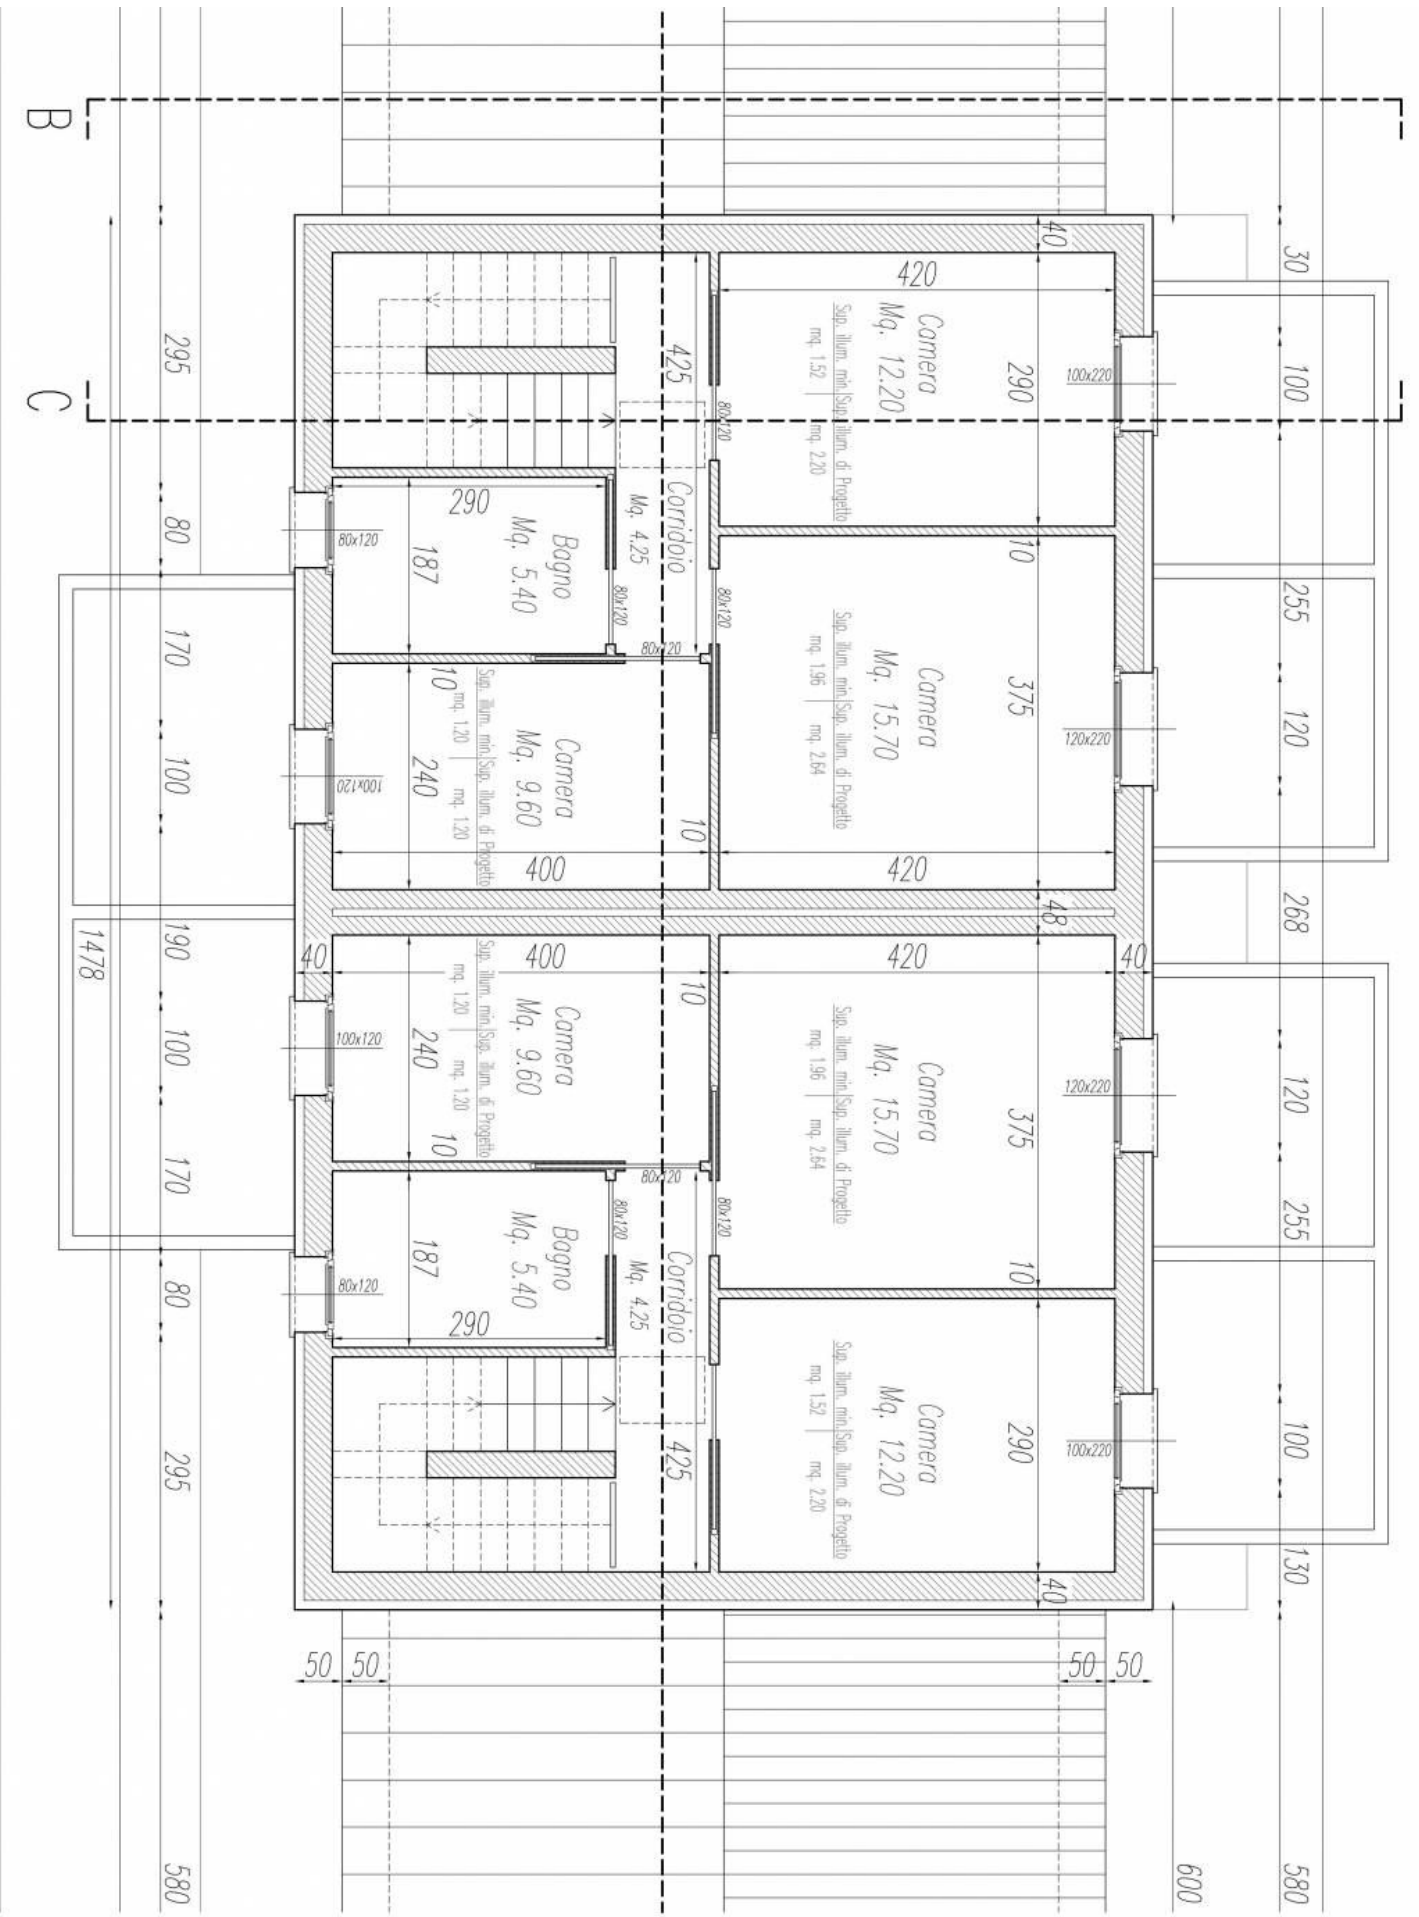 B
C
30
100
255
120
268
120
255
100
130
580
600
40
420
290
Camera
Mq. 12.20
Sup. illum. min. Sup. illum. di Progetto
mq. 1.52 mq. 2.20
100x220
425
80x120
Corridoio
Mq. 4.25
290
Bagno
Mq. 5.40
187
80x120
80x120
80x120
80x120
10
375
Camera
Mq. 15.70
Sup. illum. min. Sup. illum. di Progetto
mq. 1.96 mq. 2.64
120x220
420
10
Camera
Mq. 9.60
Sup. illum. min. Sup. illum. di Progetto
mq. 1.20 mq. 1.20
240
100x120
10
400
48
40
400
10
420
40
Camera
Mq. 9.60
Sup. illum. min. Sup. illum. di Progetto
mq. 1.20 mq. 1.20
240
100x120
10
Camera
Mq. 15.70
Sup. illum. min. Sup. illum. di Progetto
mq. 1.96 mq. 2.64
375
120x220
10
80x120
80x120
80x120
Corridoio
Mq. 4.25
Bagno
Mq. 5.40
187
290
80x120
425
Camera
Mq. 12.20
Sup. illum. min. Sup. illum. di Progetto
mq. 1.52 mq. 2.20
290
100x220
40
295
80
170
100
190
100
170
80
295
580
1478
50 50
50 50